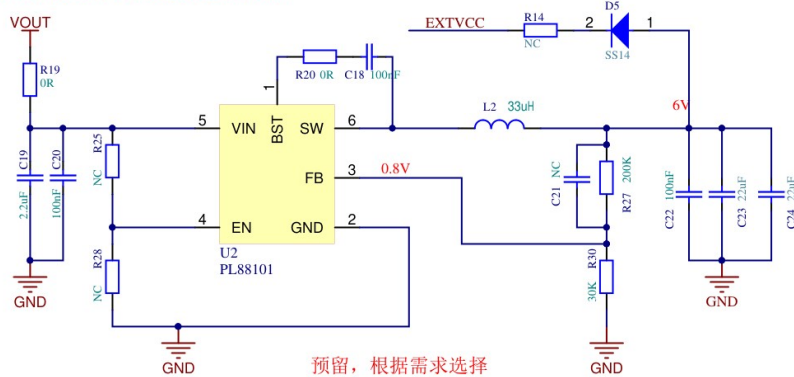 VOUT
R19
0R
C19
2.2uF
C20
100nF
R25
NC
R28
NC
GND
GND
R20 0R
C18 100nF
1
5 VIN
BST
SW 6
FB 3
0.8V
4 EN
GND 2
U2
PL88101
EXTVCC
R14
NC
2
D5
1
SS14
L2 33uH
6V
C21
NC
R27
200K
R30
30K
GND
C22
100nF
C23
22uF
C24
22uF
GND
预留，根据需求选择